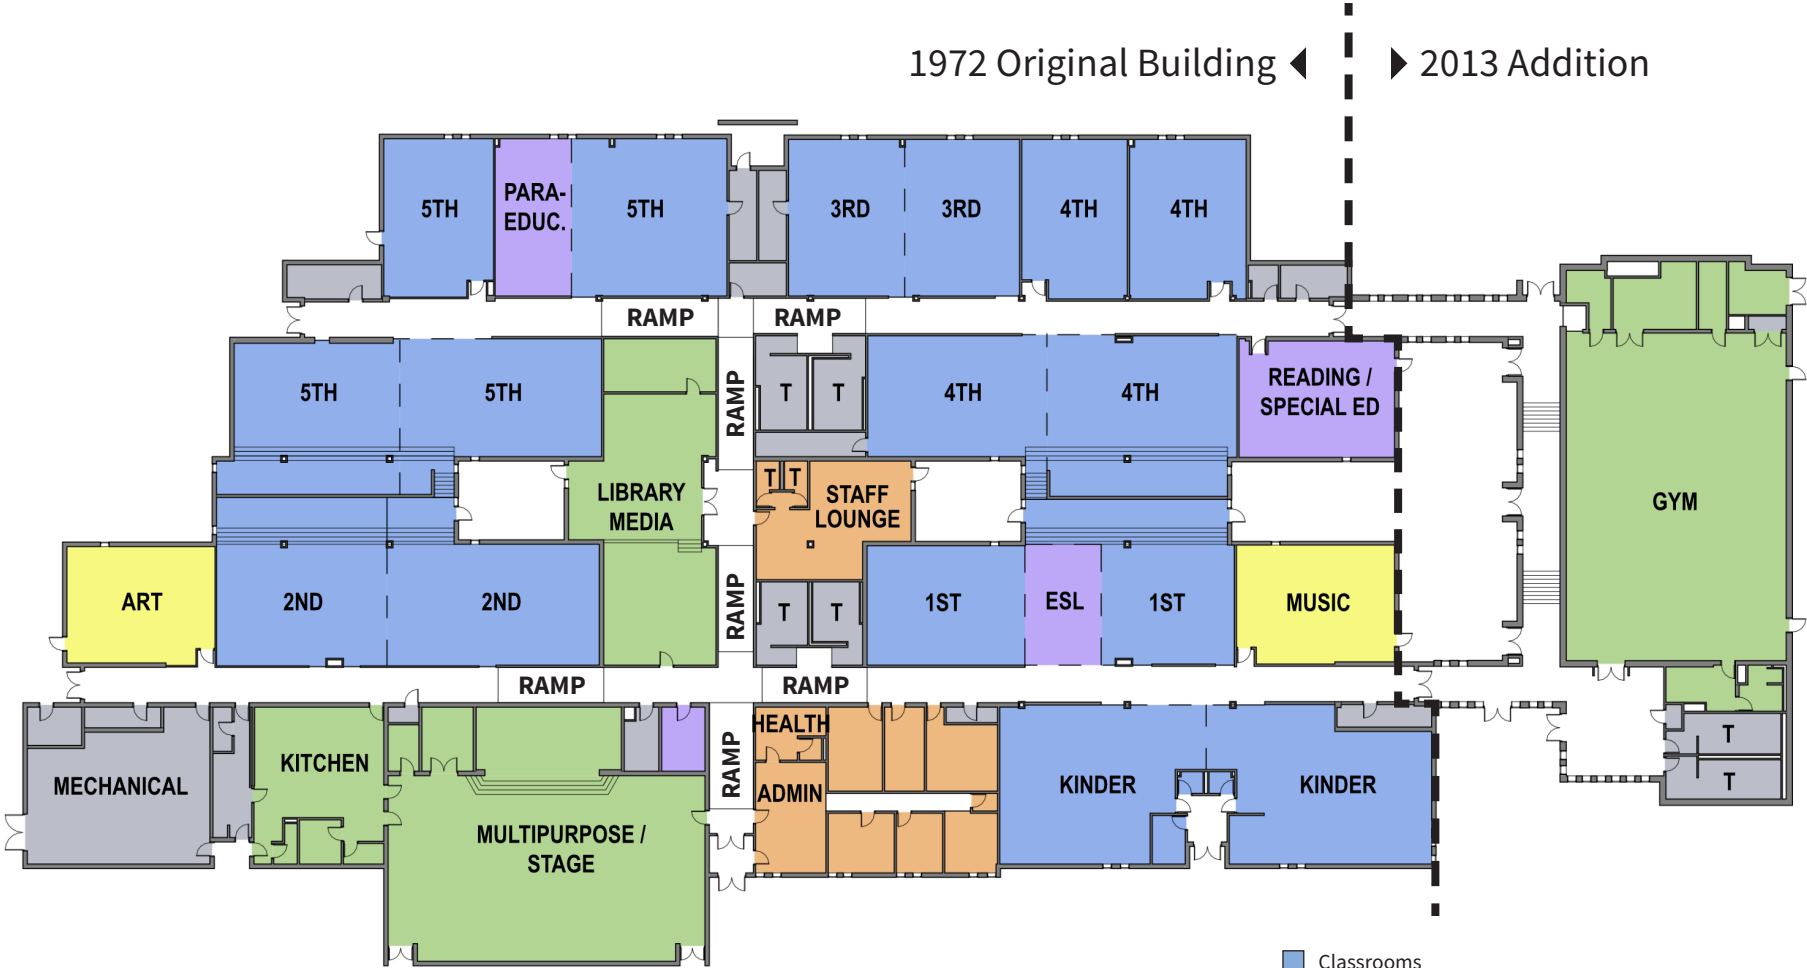 1972 Original Building
2013 Addition
5TH
PARA-
EDUC.
5TH
3RD
3RD
4TH
4TH
RAMP
RAMP
5TH
5TH
RAMP
T
T
4TH
4TH
READING /
SPECIAL ED
LIBRARY
MEDIA
T
T
STAFF
LOUNGE
GYM
ART
2ND
2ND
RAMP
T
T
1ST
ESL
1ST
MUSIC
RAMP
RAMP
MECHANICAL
KITCHEN
MULTIPURPOSE /
STAGE
RAMP
HEALTH
ADMIN
KINDER
KINDER
T
T
Classrooms